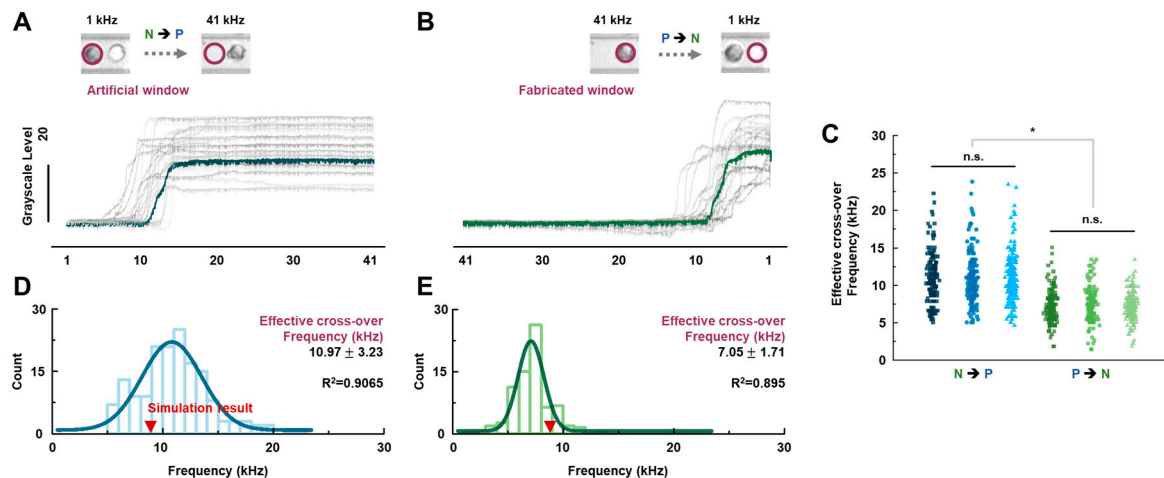 A
1 kHz
N ➔ P
41 kHz
Artificial window
Grayscale Level
20
1
10
20
30
41
B
41 kHz
P ➔ N
1 kHz
Fabricated window
41
30
20
10
1
C
Effective cross-over
Frequency (kHz)
30
25
20
15
10
5
0
n.s.
*
n.s.
N ➔ P
P ➔ N
D
Count
30
15
0
Effective cross-over
Frequency (kHz)
10.97 ± 3.23
R²=0.9065
Simulation result
0
10
20
30
Frequency (kHz)
E
Count
30
15
0
Effective cross-over
Frequency (kHz)
7.05 ± 1.71
R²=0.895
0
10
20
30
Frequency (kHz)